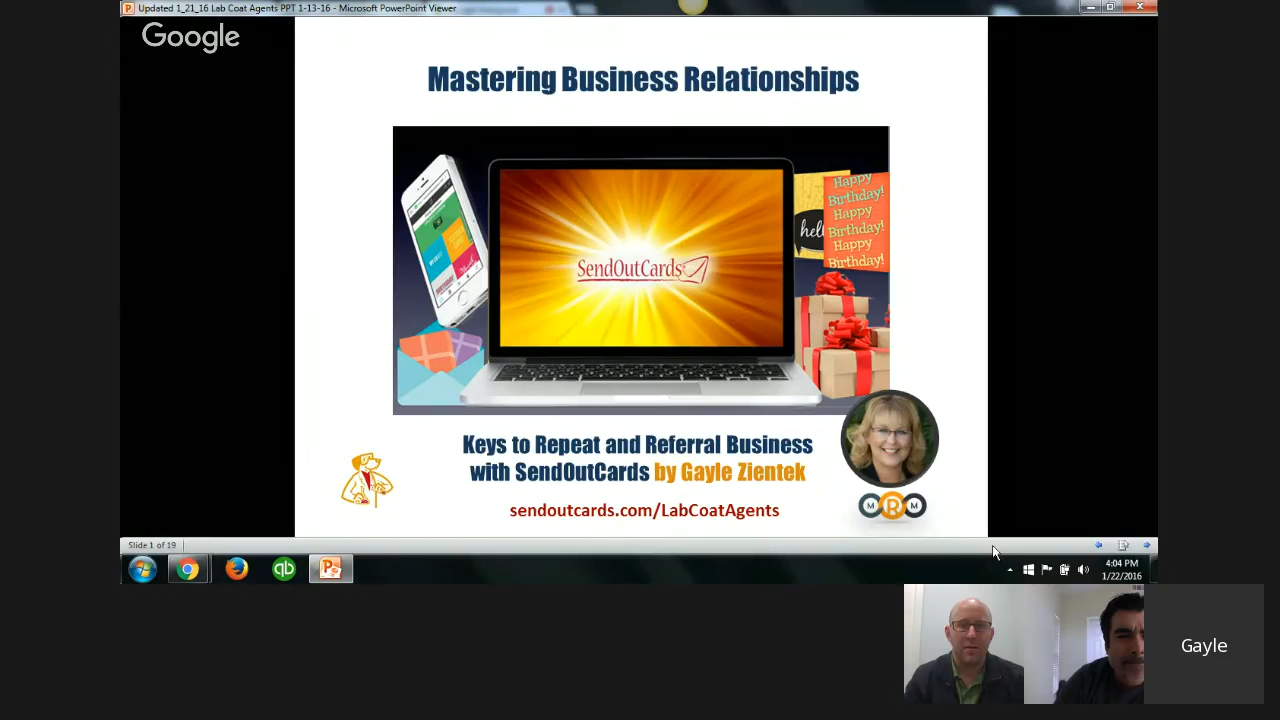 Updated 1_21_16 Lab Coat Agents PPT 1-13-16 - Microsoft PowerPoint Viewer
Google
Mastering Business Relationships
SendOutCards
hell
Happy
Birthday!
Happy
Birthday!
Happy
Birthday!
Keys to Repeat and Referral Business
with SendOutCards by Gayle Zientek
sendoutcards.com/LabCoatAgents
M R M
Slide 1 of 19
qb
P
4:04 PM
1/22/2016
Gayle